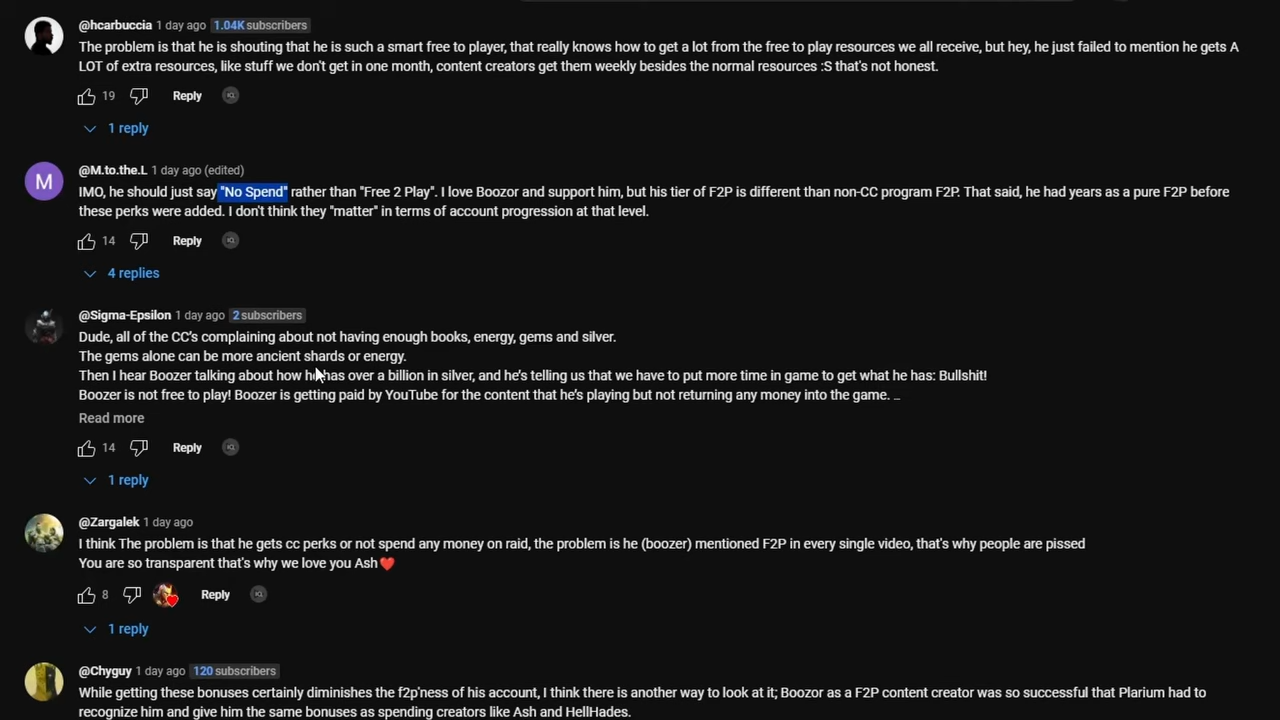 @hcarbuccia 1 day ago 1.04K subscribers
The problem is that he is shouting that he is such a smart free to player, that really knows how to get a lot from the free to play resources we all receive, but hey, he just failed to mention he gets A
LOT of extra resources, like stuff we don't get in one month, content creators get them weekly besides the normal resources :S that's not honest.
19 Reply
1 reply
M
@M.to.the.L 1 day ago (edited)
IMO, he should just say "No Spend" rather than "Free 2 Play". I love Boozor and support him, but his tier of F2P is different than non-CC program F2P. That said, he had years as a pure F2P before
these perks were added. I don't think they "matter" in terms of account progression at that level.
14 Reply
4 replies
@Sigma-Epsilon 1 day ago 2 subscribers
Dude, all of the CC's complaining about not having enough books, energy, gems and silver.
The gems alone can be more ancient shards or energy.
Then I hear Boozer talking about how he has over a billion in silver, and he's telling us that we have to put more time in game to get what he has: Bullshit!
Boozer is not free to play! Boozer is getting paid by YouTube for the content that he's playing but not returning any money into the game. ...
Read more
14 Reply
1 reply
@Zargalek 1 day ago
I think The problem is that he gets cc perks or not spend any money on raid, the problem is he (boozer) mentioned F2P in every single video, that's why people are pissed
You are so transparent that's why we love you Ash❤️
8 Reply
1 reply
@Chyguy 1 day ago 120 subscribers
While getting these bonuses certainly diminishes the f2p'ness of his account, I think there is another way to look at it; Boozor as a F2P content creator was so successful that Plarium had to
recognize him and give him the same bonuses as spending creators like Ash and HellHades.